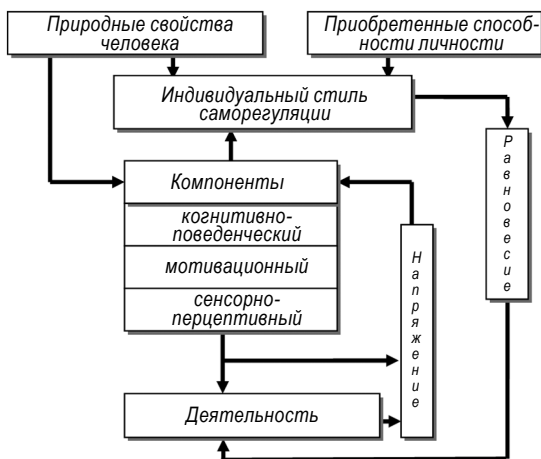 Природные свойства
человека
Приобретенные способ-
ности личности
Индивидуальный стиль
саморегуляции
Равновесие
Компоненты
когнитивно-
поведенческий
мотивационный
сенсорно-
перцептивный
Напряжение
Деятельность